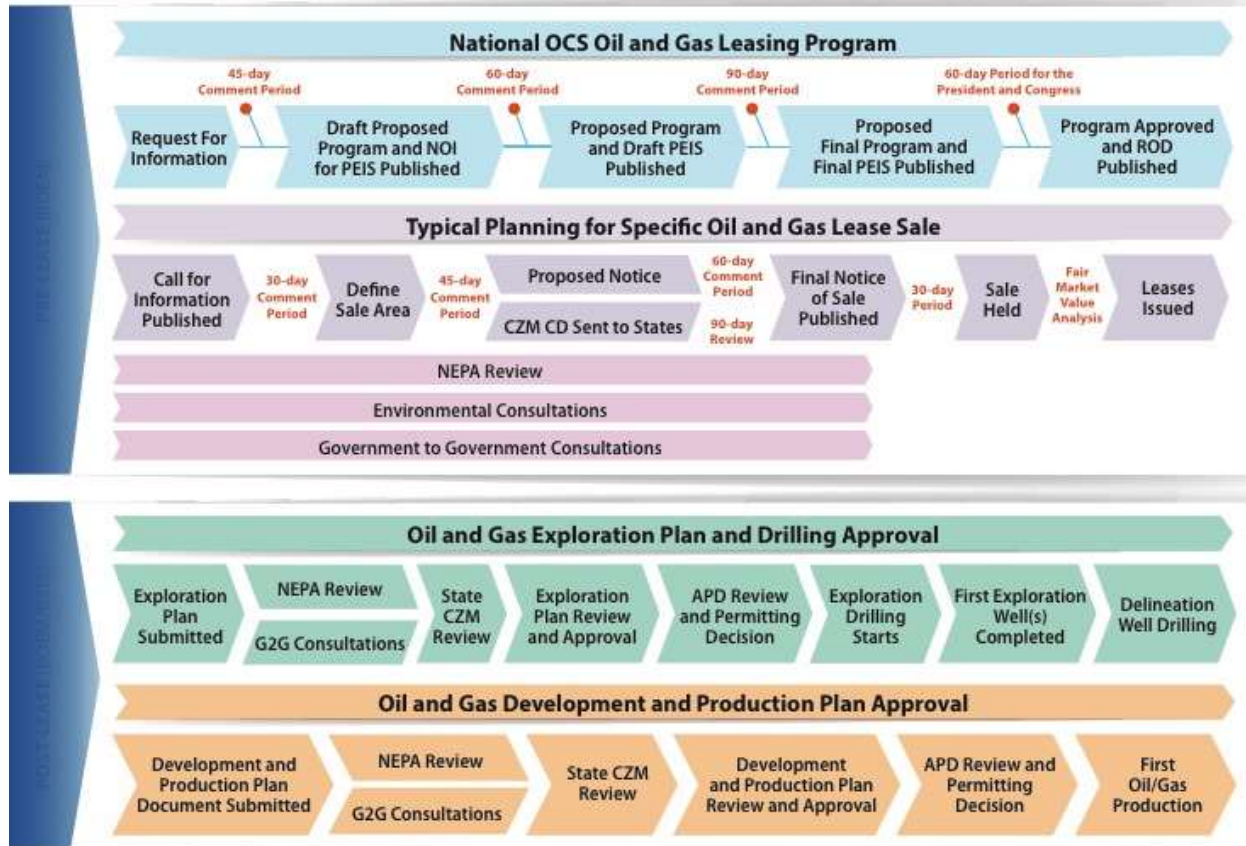 National OCS Oil and Gas Leasing Program
45-day
Comment Period
60-day
Comment Period
90-day
Comment Period
60-day Period for the
President and Congress
Request For
Information
Draft Proposed
Program and NOI
for PEIS Published
Proposed Program
and Draft PEIS
Published
Proposed
Final Program and
Final PEIS Published
Program Approved
and ROD
Published
Typical Planning for Specific Oil and Gas Lease Sale
Call for
Information
Published
30-day
Comment
Period
Define
Sale Area
45-day
Comment
Period
Proposed Notice
CZM CD Sent to States
60-day
Comment
Period
90-day
Review
Final Notice
of Sale
Published
30-day
Period
Sale
Held
Fair
Market
Value
Analysis
Leases
Issued
NEPA Review
Environmental Consultations
Government to Government Consultations
Oil and Gas Exploration Plan and Drilling Approval
Exploration
Plan
Submitted
NEPA Review
G2G Consultations
State
CZM
Review
Exploration
Plan Review
and Approval
APD Review
and Permitting
Decision
Exploration
Drilling
Starts
First Exploration
Well(s)
Completed
Delineation
Well Drilling
Oil and Gas Development and Production Plan Approval
Development and
Production Plan
Document Submitted
NEPA Review
G2G Consultations
State CZM
Review
Development
and Production Plan
Review and Approval
APD Review and
Permitting
Decision
First
Oil/Gas
Production